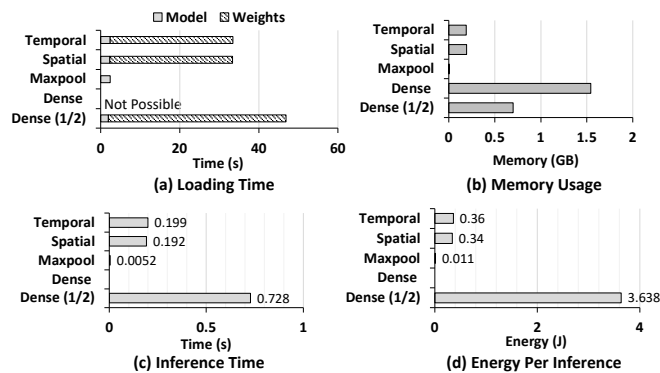 Model Weights
Temporal
Spatial
Maxpool
Dense
Not Possible
Dense (1/2)
0 20 40 60
Time (s)
(a) Loading Time
Temporal
Spatial
Maxpool
Dense
Dense (1/2)
0 0.5 1 1.5 2
Memory (GB)
(b) Memory Usage
Temporal 0.199
Spatial 0.192
Maxpool 0.0052
Dense
Dense (1/2) 0.728
0 0.5 1
Time (s)
(c) Inference Time
Temporal 0.36
Spatial 0.34
Maxpool 0.011
Dense
Dense (1/2) 3.638
0 2 4
Energy (J)
(d) Energy Per Inference